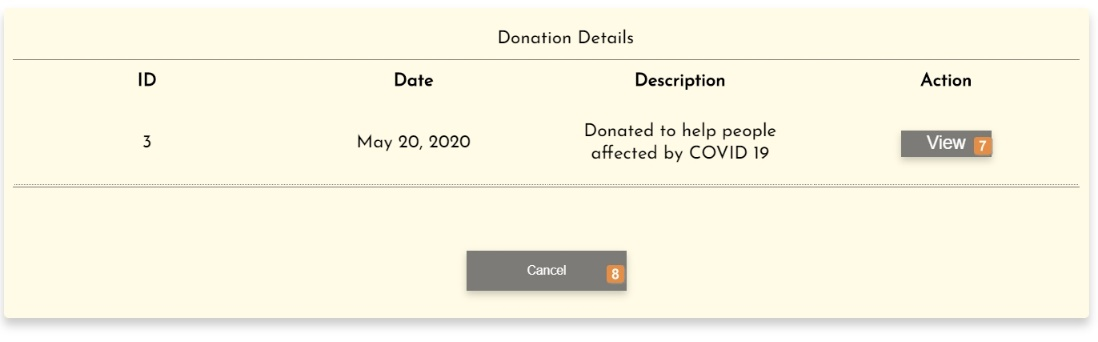 Donation Details
ID Date Description Action
3 May 20, 2020 Donated to help people affected by COVID 19 View 7
Cancel 8